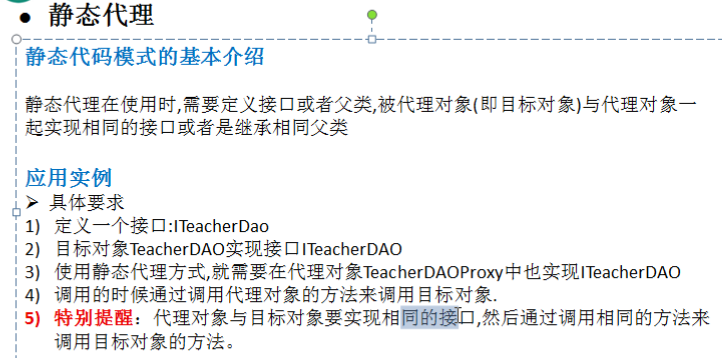 ● 静态代理
静态代码模式的基本介绍
静态代理在使用时,需要定义接口或者父类,被代理对象(即目标对象)与代理对象一
起实现相同的接口或者是继承相同父类
应用实例
➢ 具体要求
1) 定义一个接口:ITeacherDao
2) 目标对象TeacherDAO实现接口ITeacherDAO
3) 使用静态代理方式,就需要在代理对象TeacherDAOProxy中也实现ITeacherDAO
4) 调用的时候通过调用代理对象的方法来调用目标对象.
5) 特别提醒：代理对象与目标对象要实现相同的接口,然后通过调用相同的方法来
调用目标对象的方法。